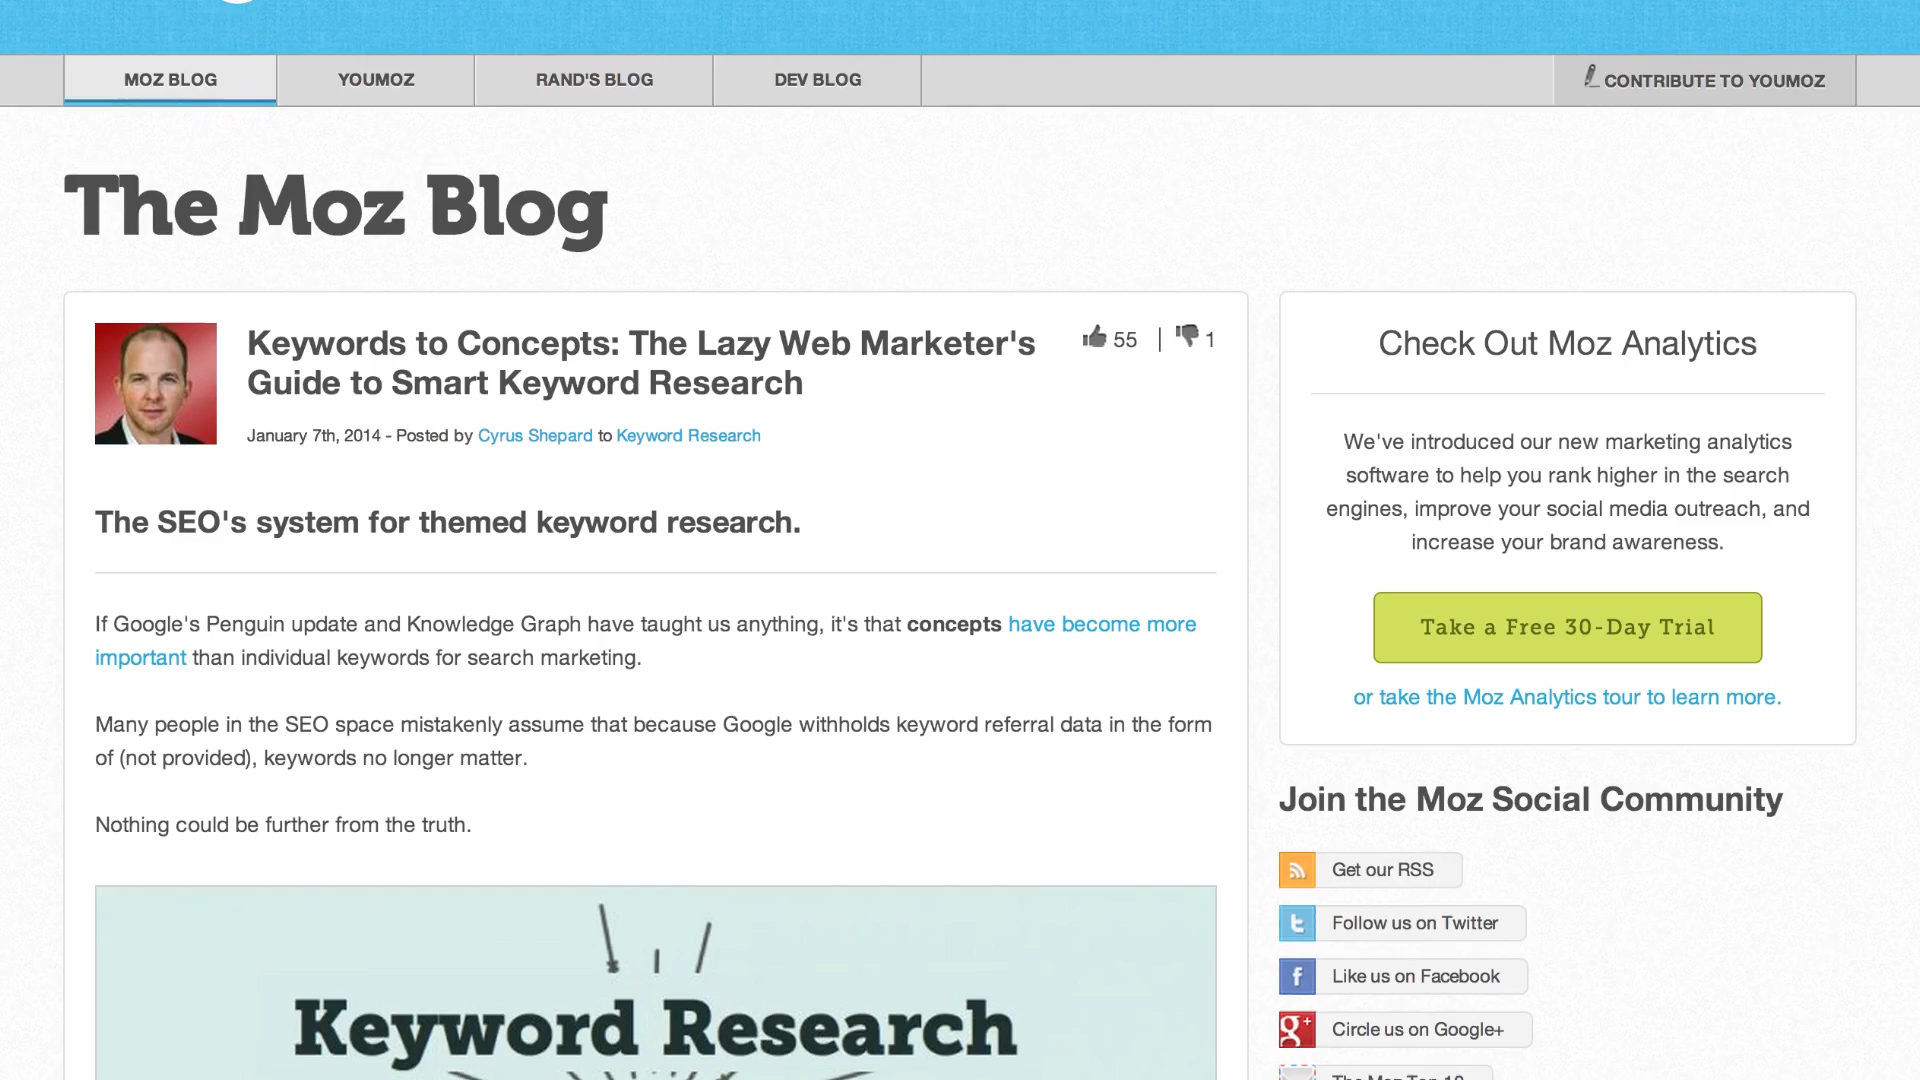 MOZ BLOG
YOUMOZ
RAND'S BLOG
DEV BLOG
CONTRIBUTE TO YOUMOZ
The Moz Blog
Keywords to Concepts: The Lazy Web Marketer's
Guide to Smart Keyword Research
55 | 1
January 7th, 2014 - Posted by Cyrus Shepard to Keyword Research
The SEO's system for themed keyword research.
If Google's Penguin update and Knowledge Graph have taught us anything, it's that concepts have become more
important than individual keywords for search marketing.
Many people in the SEO space mistakenly assume that because Google withholds keyword referral data in the form
of (not provided), keywords no longer matter.
Nothing could be further from the truth.
Keyword Research
Check Out Moz Analytics
We've introduced our new marketing analytics
software to help you rank higher in the search
engines, improve your social media outreach, and
increase your brand awareness.
Take a Free 30-Day Trial
or take the Moz Analytics tour to learn more.
Join the Moz Social Community
Get our RSS
Follow us on Twitter
Like us on Facebook
Circle us on Google+
The Moz Top 10